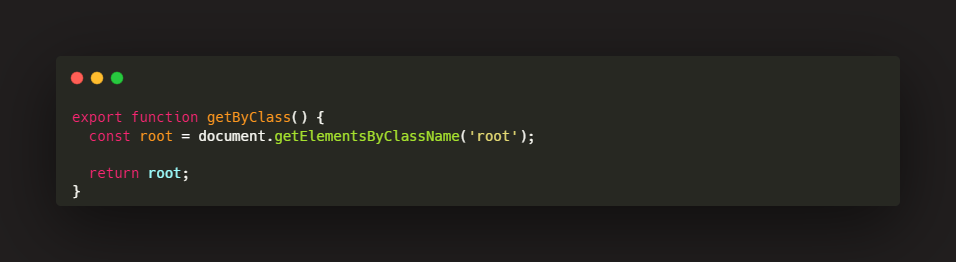 export function getByClass() {
  const root = document.getElementsByClassName('root');
  return root;
}